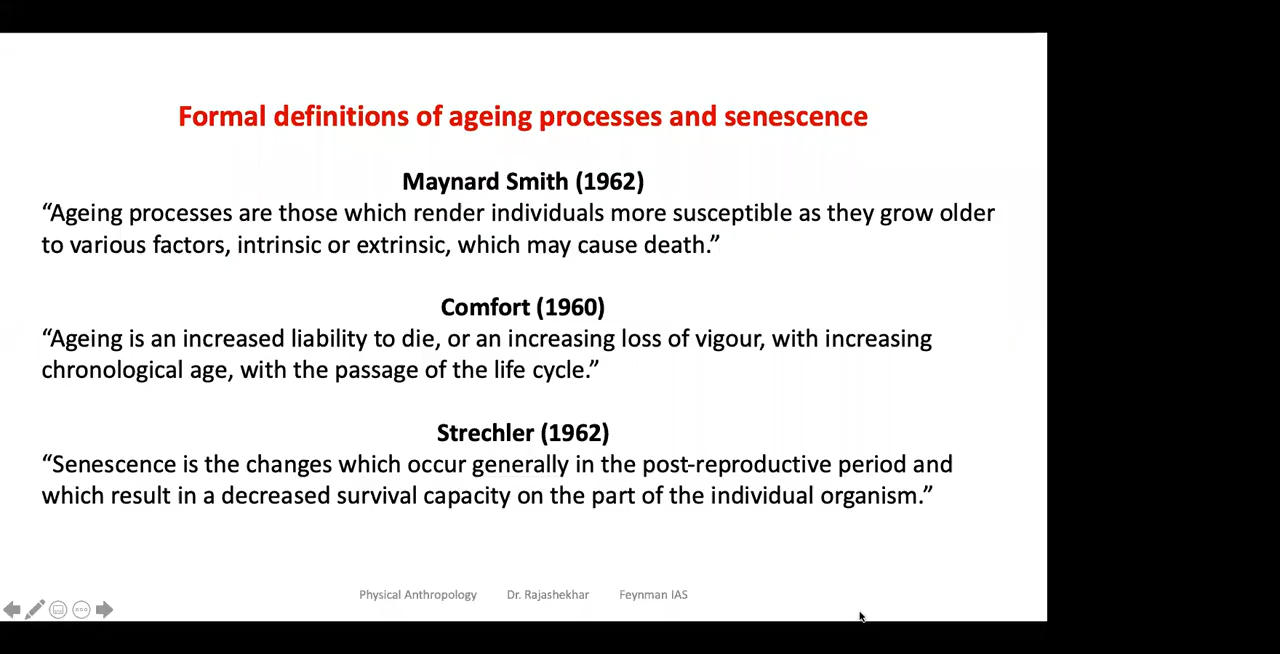 Formal definitions of ageing processes and senescence
Maynard Smith (1962)
“Ageing processes are those which render individuals more susceptible as they grow older
to various factors, intrinsic or extrinsic, which may cause death.”
Comfort (1960)
“Ageing is an increased liability to die, or an increasing loss of vigour, with increasing
chronological age, with the passage of the life cycle.”
Strechler (1962)
“Senescence is the changes which occur generally in the post-reproductive period and
which result in a decreased survival capacity on the part of the individual organism.”
Physical Anthropology Dr. Rajashekhar Feynman IAS